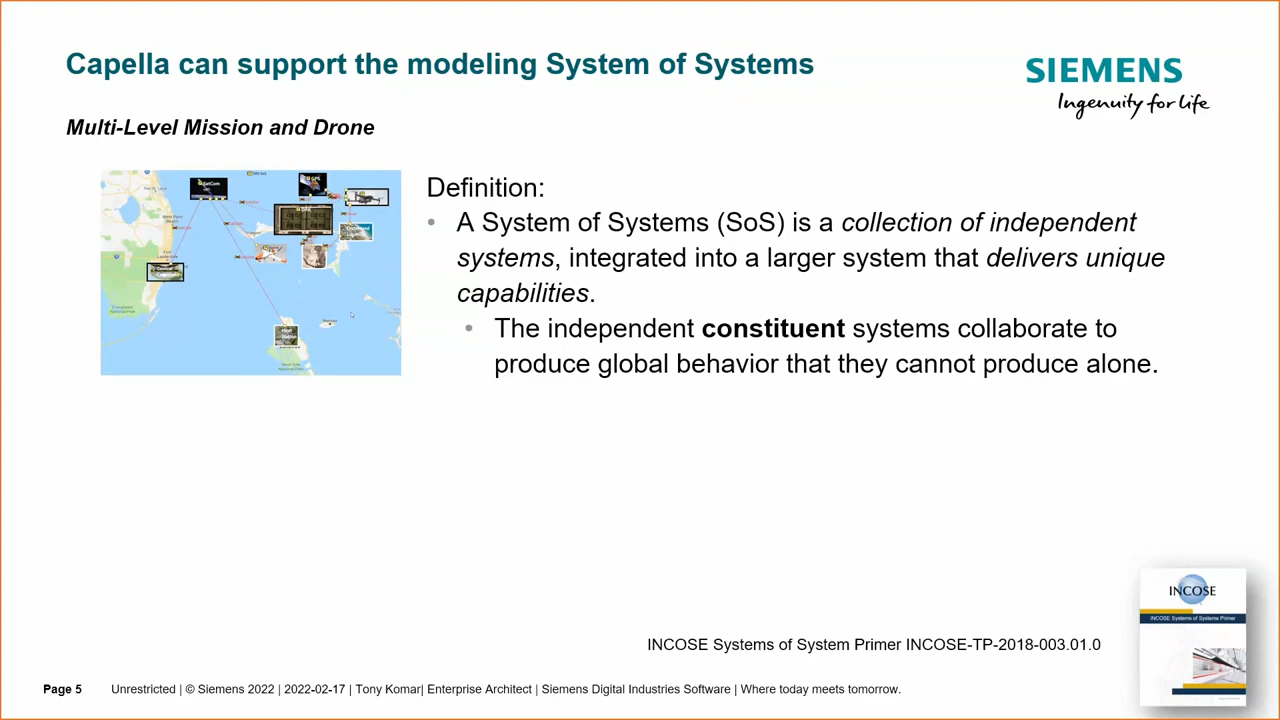 Capella can support the modeling System of Systems
SIEMENS
Ingenuity for life
Multi-Level Mission and Drone
SatCom
GPS
Definition:
• A System of Systems (SoS) is a collection of independent
systems, integrated into a larger system that delivers unique
capabilities.
• The independent constituent systems collaborate to
produce global behavior that they cannot produce alone.
INCOSE
INCOSE Systems of Systems Primer
INCOSE Systems of System Primer INCOSE-TP-2018-003.01.0
Page 5 Unrestricted | © Siemens 2022 | 2022-02-17 | Tony Komar| Enterprise Architect | Siemens Digital Industries Software | Where today meets tomorrow.